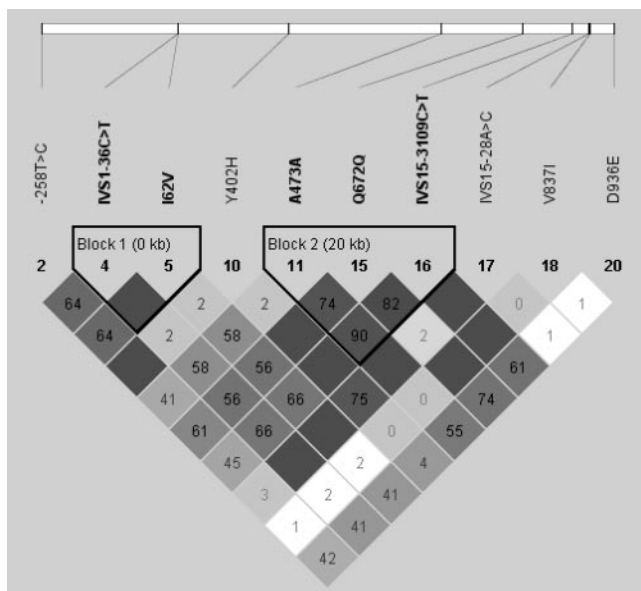 -258T>C
IVS1-36C>T
I62V
Y402H
A473A
Q672Q
IVS15-3109C>T
IVS15-28A>C
V837I
D936E
Block 1 (0 kb) Block 2 (20 kb)
2 4 5 10 11 15 16 17 18 20
64 2 2 74 82 0 1
64 2 58 90 2 1
58 56 61
41 56 66 75 0 74
61 66 0 55
45 2 4
3 2 41
1 41
42